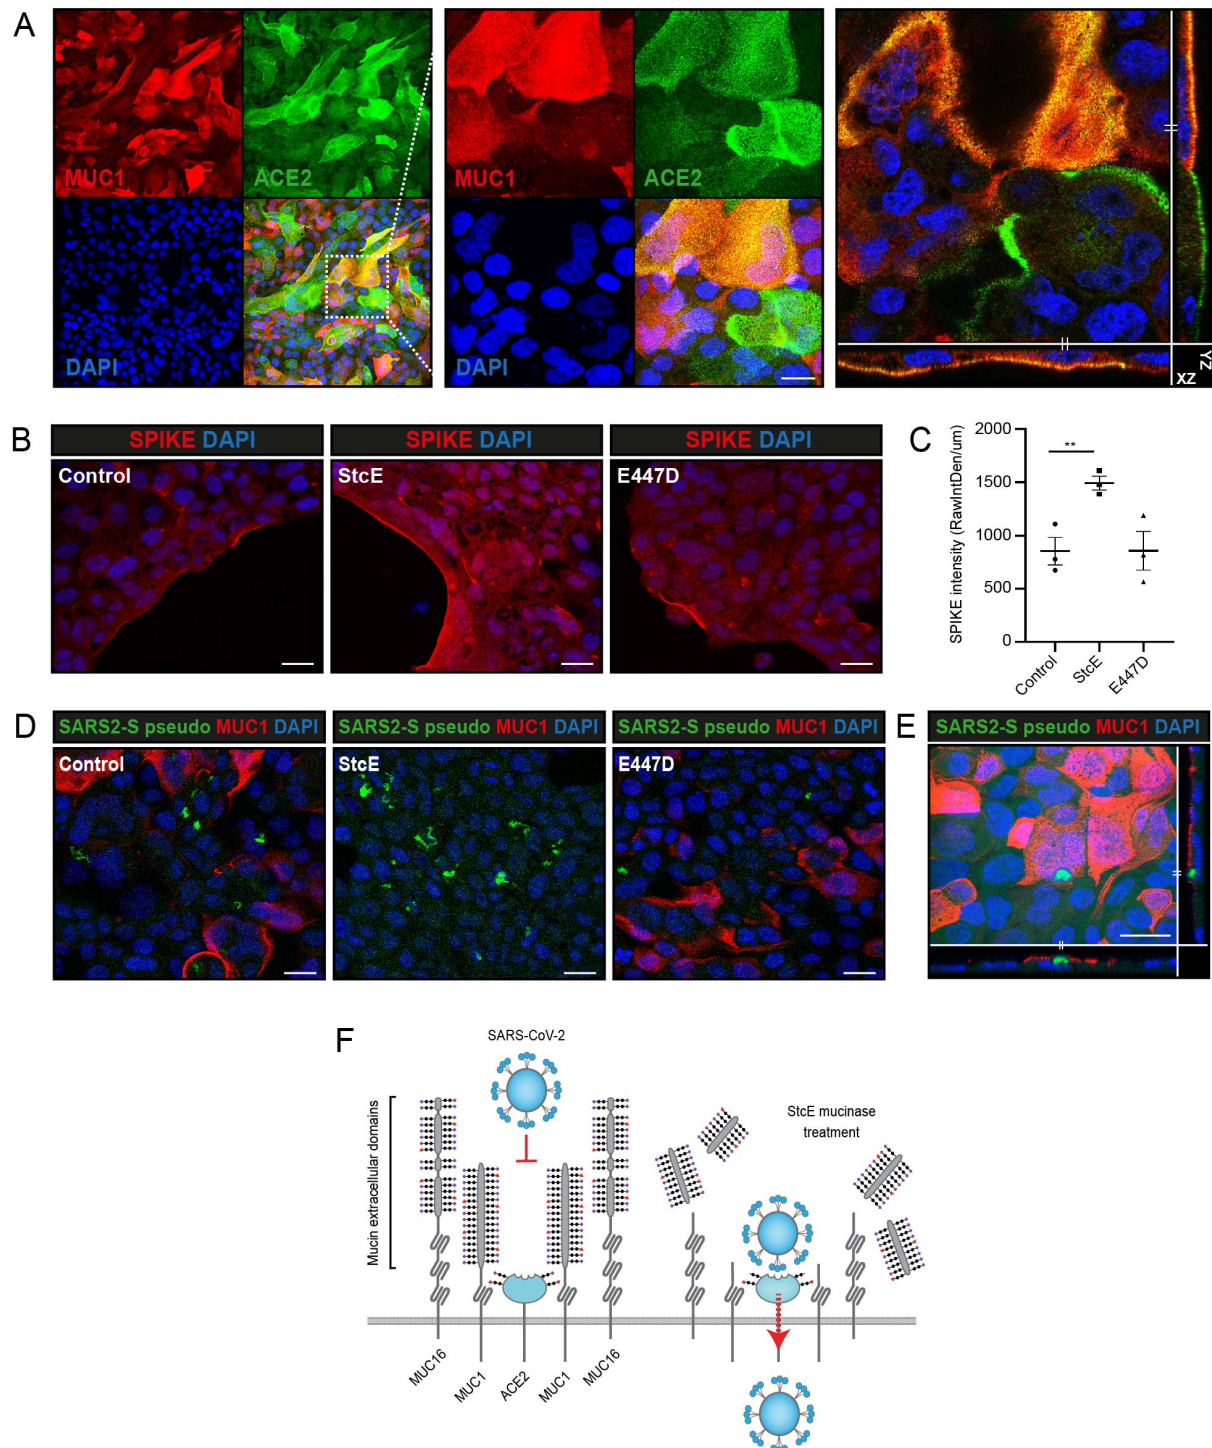 A
MUC1
ACE2
DAPI
MUC1
ACE2
DAPI
XZ
YZ
B
SPIKE DAPI
SPIKE DAPI
SPIKE DAPI
Control
StcE
E447D
C
SPIKE intensity (RawIntDen/um)
2000
1500
1000
500
0
**
Control
StcE
E447D
D
SARS2-S pseudo MUC1 DAPI
SARS2-S pseudo MUC1 DAPI
SARS2-S pseudo MUC1 DAPI
Control
StcE
E447D
E
SARS2-S pseudo MUC1 DAPI
F
SARS-CoV-2
Mucin extracellular domains
StcE mucinase
treatment
MUC16
MUC1
ACE2
MUC1
MUC16